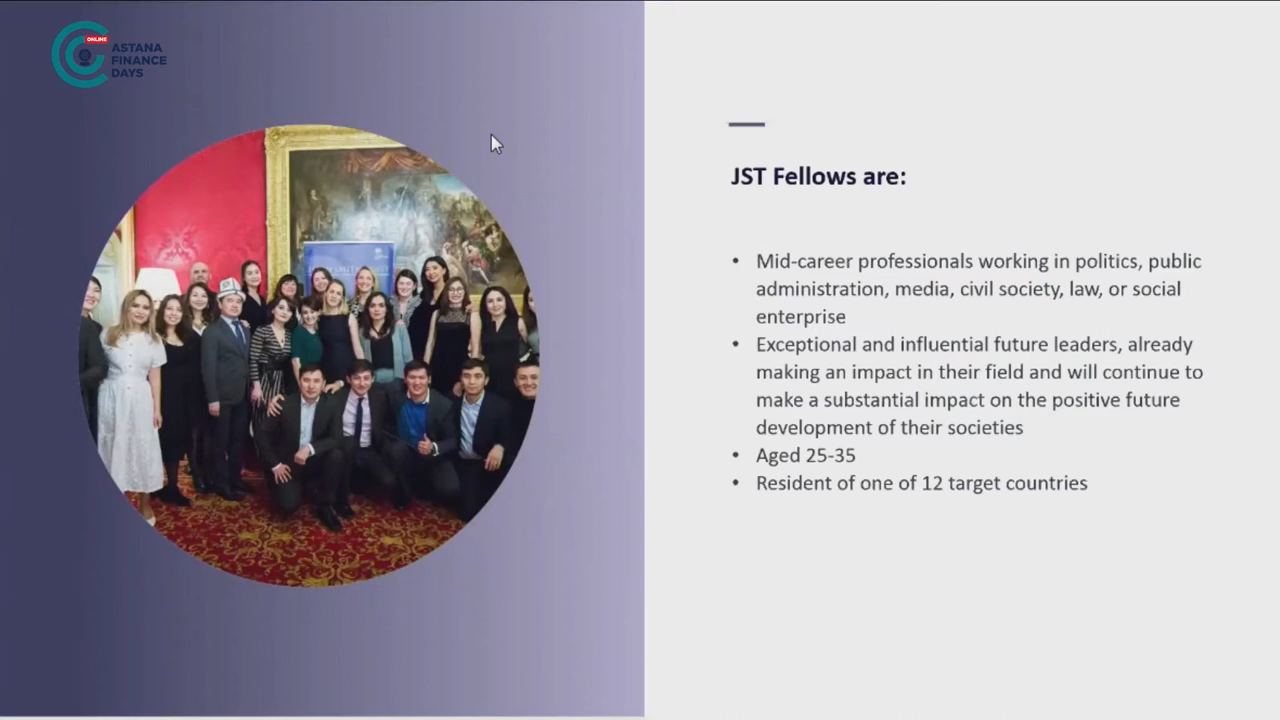 ONLINE
ASTANA
FINANCE
DAYS
JST Fellows are:
• Mid-career professionals working in politics, public
administration, media, civil society, law, or social
enterprise
• Exceptional and influential future leaders, already
making an impact in their field and will continue to
make a substantial impact on the positive future
development of their societies
• Aged 25-35
• Resident of one of 12 target countries